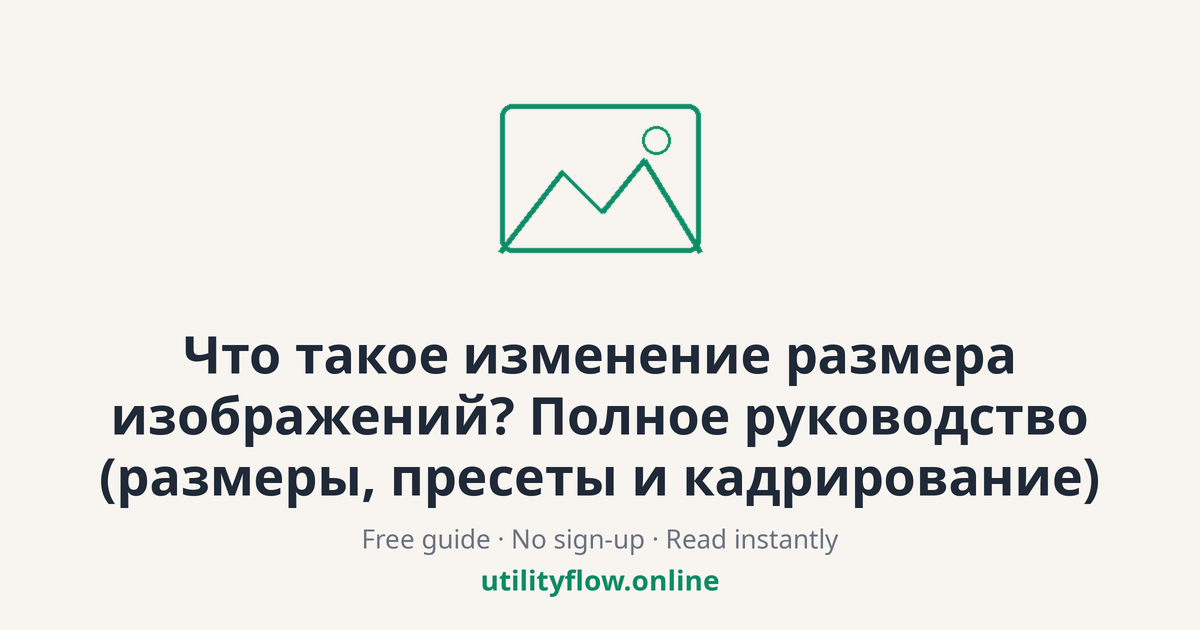 Что такое изменение размера
изображений? Полное руководство
(размеры, пресеты и кадрирование)
Free guide · No sign-up · Read instantly
utilityflow.online